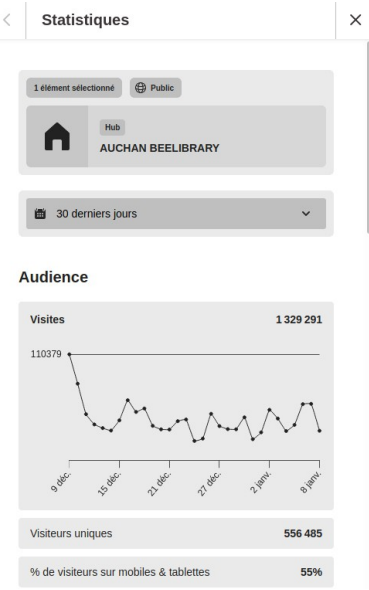 Statistiques
1 élément sélectionné
Public
Hub
AUCHAN BEELIBRARY
30 derniers jours
Audience
Visites 1 329 291
110379
9 déc. 15 déc. 21 déc. 27 déc. 2 janv. 8 janv.
Visiteurs uniques 556 485
% de visiteurs sur mobiles & tablettes 55%